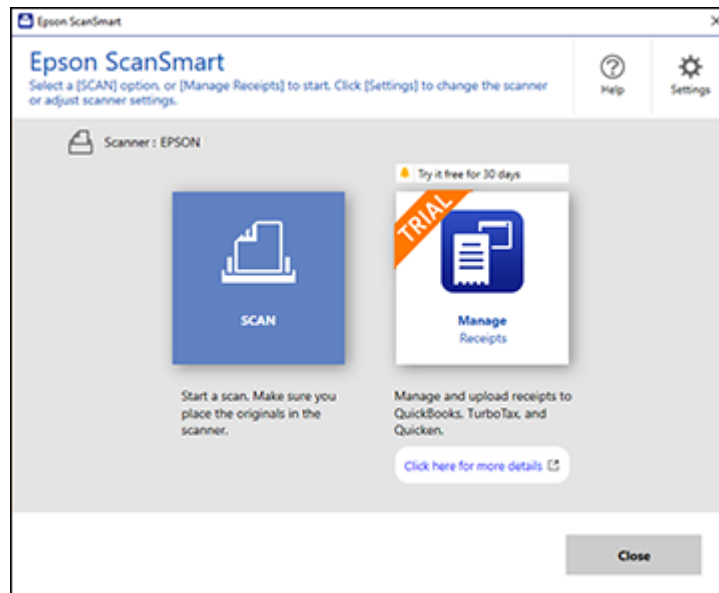 Epson ScanSmart
Epson ScanSmart
Select a [SCAN] option, or [Manage Receipts] to start. Click [Settings] to change the scanner
or adjust scanner settings.
Help
Settings
Scanner : EPSON
Try it free for 30 days
TRIAL
SCAN
Manage
Receipts
Start a scan. Make sure you
place the originals in the
scanner.
Manage and upload receipts to
QuickBooks, TurboTax, and
Quicken.
Click here for more details
Close